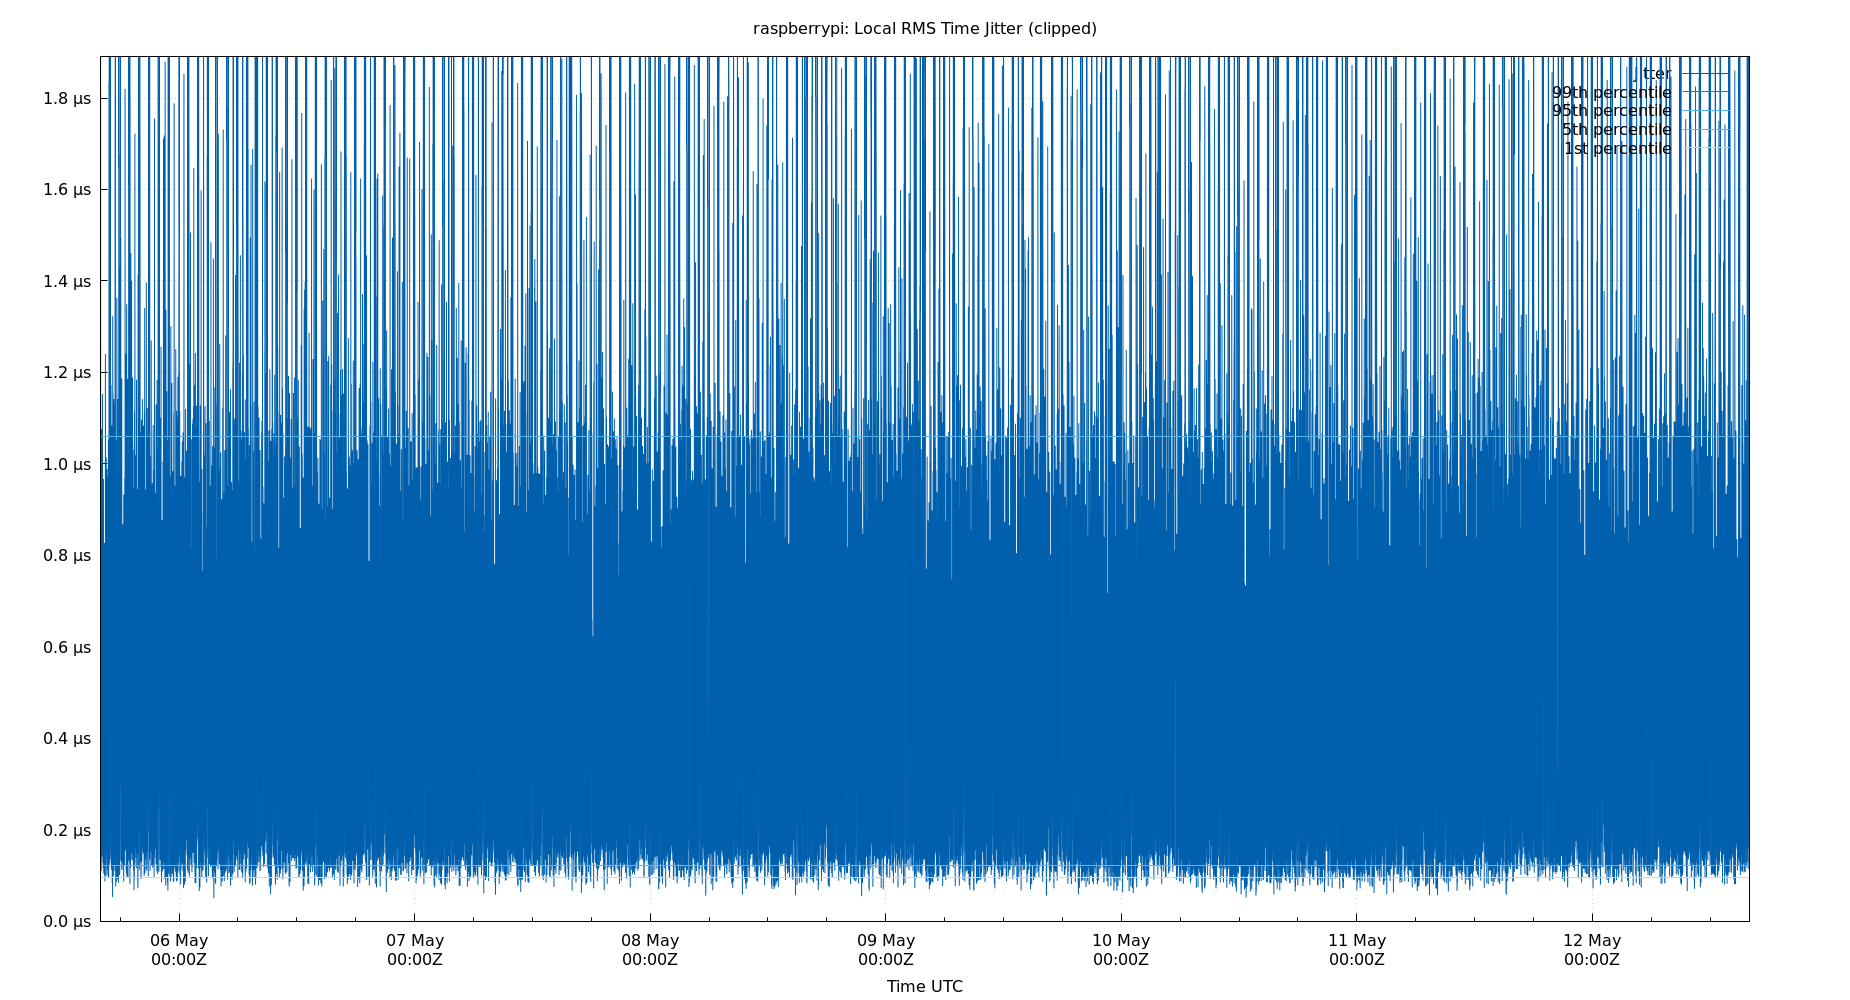 raspberrypi: Local RMS Time Jitter (clipped)
jitter
99th percentile
95th percentile
5th percentile
1st percentile
1.8 µs
1.6 µs
1.4 µs
1.2 µs
1.0 µs
0.8 µs
0.6 µs
0.4 µs
0.2 µs
0.0 µs
06 May 07 May 08 May 09 May 10 May 11 May 12 May
00:00Z 00:00Z 00:00Z 00:00Z 00:00Z 00:00Z 00:00Z
Time UTC